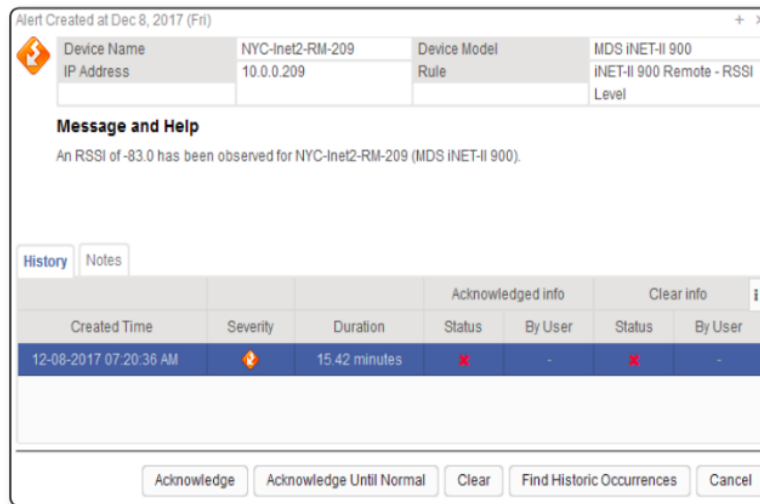 Alert Created at Dec 8, 2017 (Fri)
Device Name NYC-Inet2-RM-209 Device Model MDS iNET-II 900
IP Address 10.0.0.209 Rule iNET-II 900 Remote - RSSI
Level
Message and Help
An RSSI of -83.0 has been observed for NYC-Inet2-RM-209 (MDS iNET-II 900).
History Notes
Acknowledged info Clear info
Created Time Severity Duration Status By User Status By User
12-08-2017 07:20:36 AM 15.42 minutes - -
Acknowledge Acknowledge Until Normal Clear Find Historic Occurrences Cancel